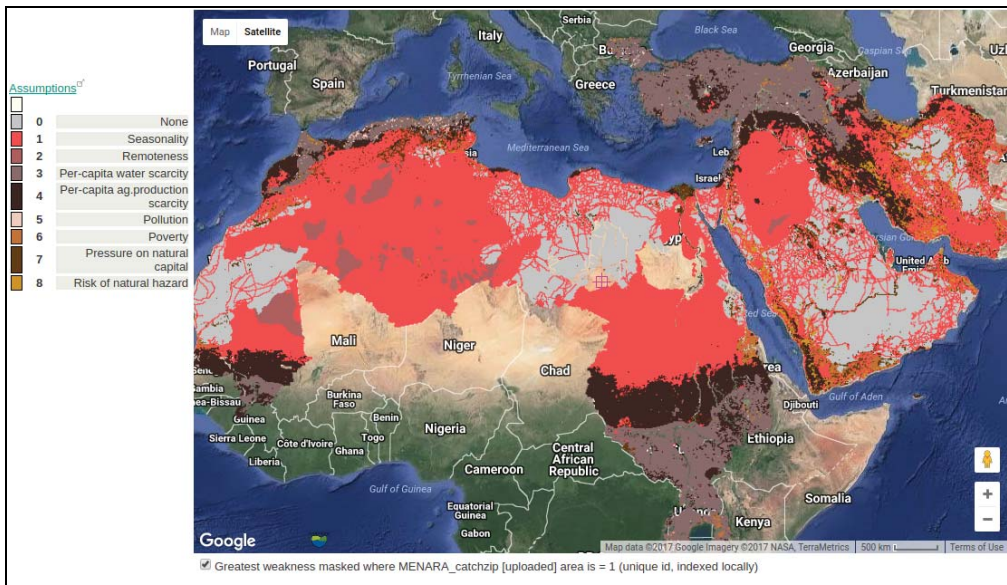 Map Satellite
Assumptions
0 None
1 Seasonality
2 Remoteness
3 Per-capita water scarcity
4 Per-capita ag.production
scarcity
5 Pollution
6 Poverty
7 Pressure on natural
capital
8 Risk of natural hazard
Serbia
Italy
Black Sea
Georgia
Caspian Sea
Portugal
Spain
Tyrrhenian Sea
Greece
Azerbaijan
Turkmenistan
Mediterranean Sea
Israel
Red Sea
Mali
Niger
Chad
Burkina
Faso
Guinea
Benin
Nigeria
Sierra Leone
Côte d'Ivoire
Togo
Ghana
Liberia
Djibouti
Gulf of Aden
Ethiopia
Central
African
Republic
Cameroon
Somalia
Gulf of Guinea
Equatorial
Guinea
Gabon
Kenya
Google
Map data ©2017 Google Imagery ©2017 NASA, TerraMetrics 500 km Terms of Use
Greatest weakness masked where MENARA_catchzip [uploaded] area is = 1 (unique id, indexed locally)